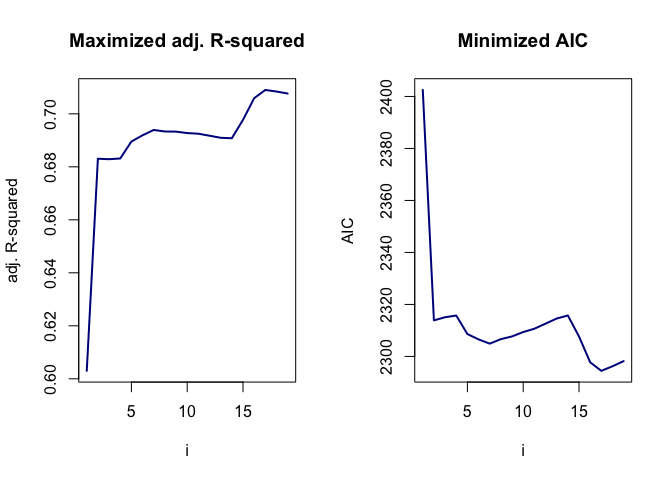 Maximized adj. R-squared
adj. R-squared
0.60 0.62 0.64 0.66 0.68 0.70
5 10 15
i
Minimized AIC
AIC
2300 2320 2340 2360 2380 2400
5 10 15
i